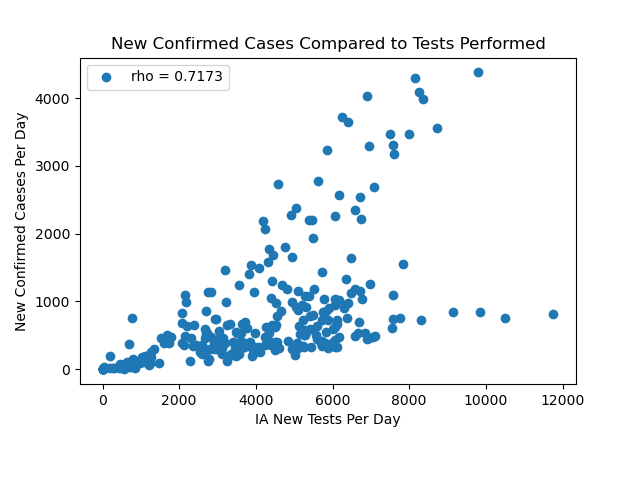 New Confirmed Cases Compared to Tests Performed
rho = 0.7173
New Confirmed Caeses Per Day
4000
3000
2000
1000
0
0 2000 4000 6000 8000 10000 12000
IA New Tests Per Day